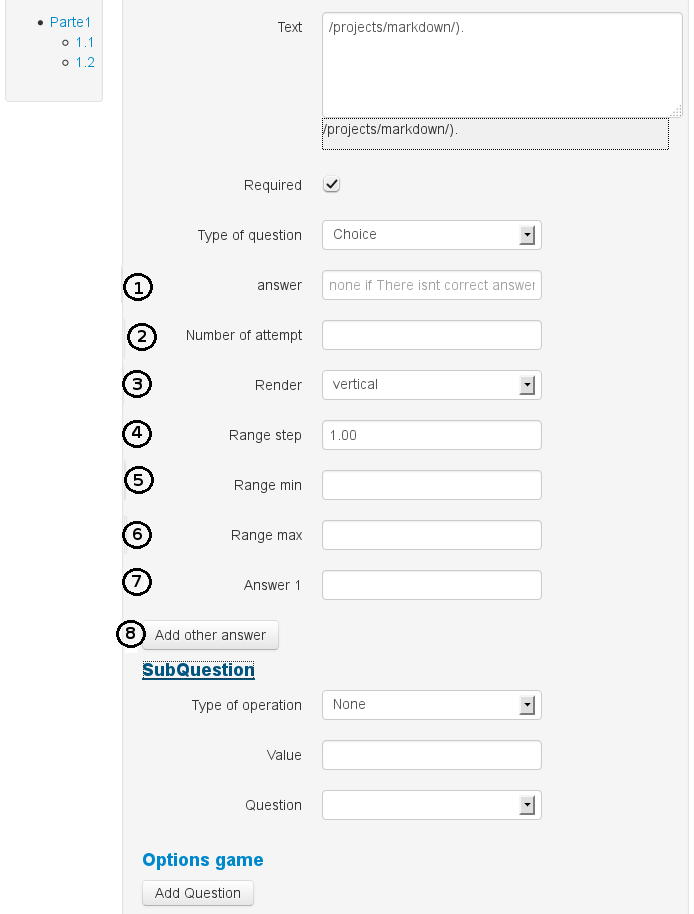 Parte1
1.1
1.2
Text /projects/markdown/).
/projects/markdown/).
Required
Type of question Choice
1 answer none if There isnt correct answer
2 Number of attempt
3 Render vertical
4 Range step 1.00
5 Range min
6 Range max
7 Answer 1
8 Add other answer
SubQuestion
Type of operation None
Value
Question
Options game
Add Question